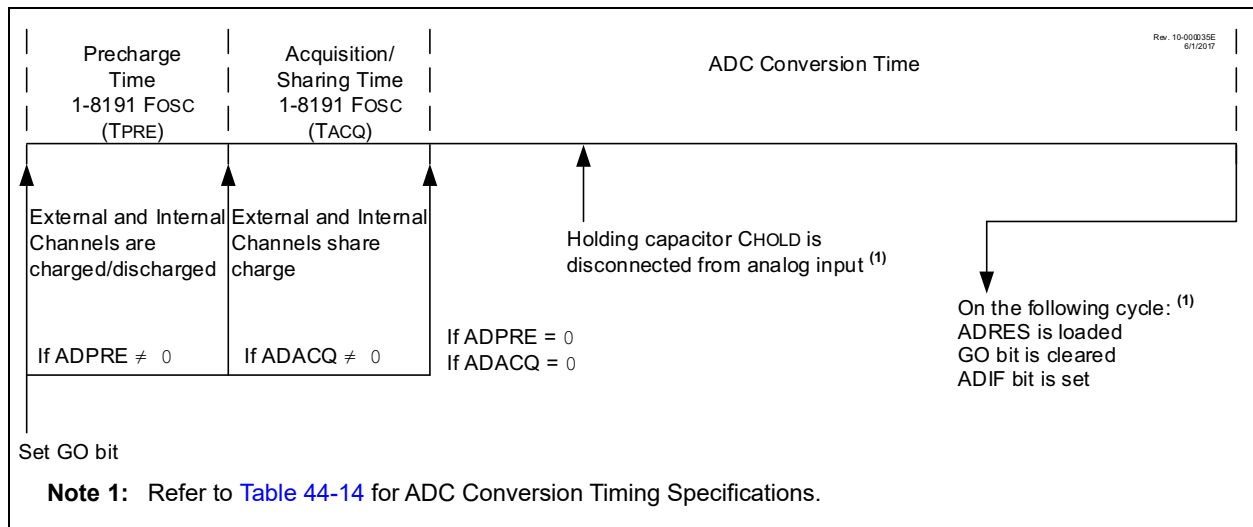 Rev. 10-000035E
6/1/2017
Precharge
Time
1-8191 FOSC
(TPRE)
Acquisition/
Sharing Time
1-8191 FOSC
(TACQ)
ADC Conversion Time
External and Internal
Channels are
charged/discharged
External and Internal
Channels share
charge
Holding capacitor CHOLD is
disconnected from analog input (1)
On the following cycle: (1)
ADRES is loaded
GO bit is cleared
ADIF bit is set
If ADPRE ≠ 0
If ADACQ ≠ 0
If ADPRE = 0
If ADACQ = 0
Set GO bit
Note 1: Refer to Table 44-14 for ADC Conversion Timing Specifications.